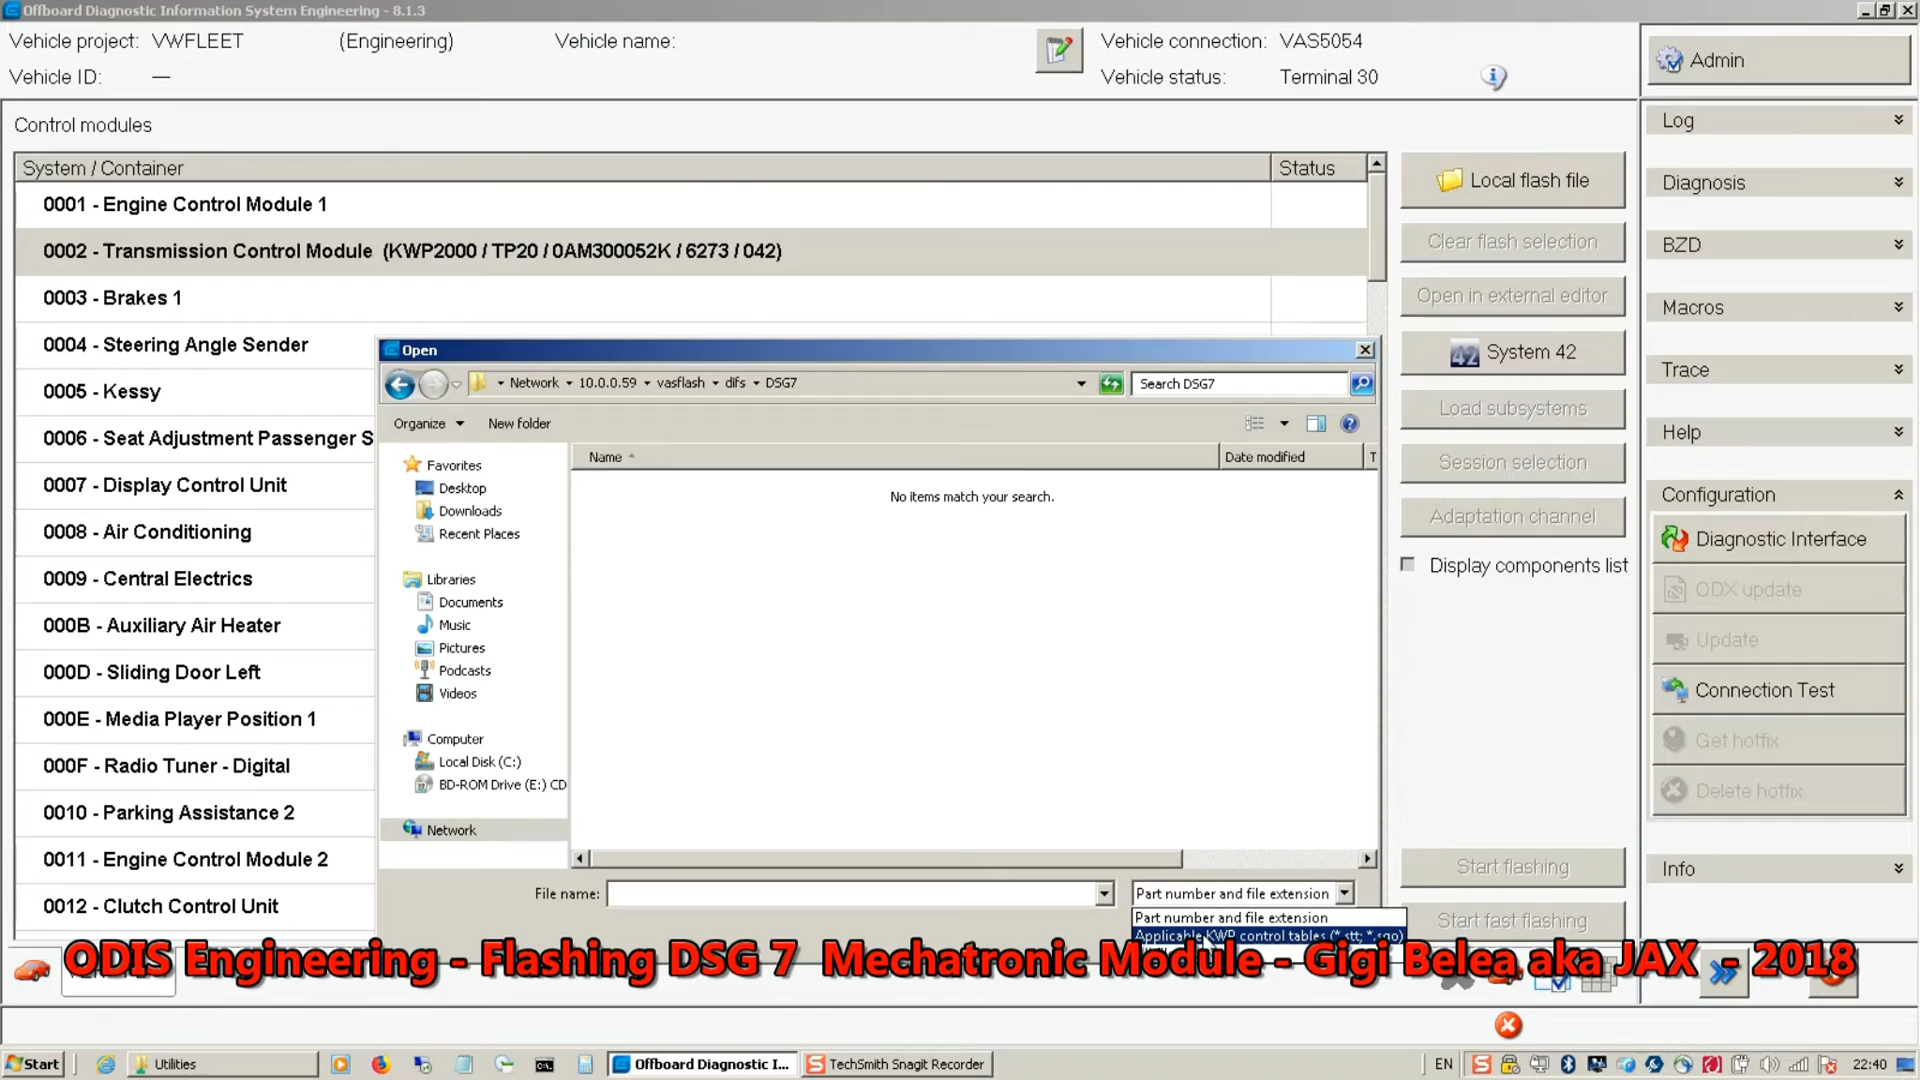 Offboard Diagnostic Information System Engineering - 8.1.3
Vehicle project: VWFLEET (Engineering) Vehicle name:
Vehicle ID: —
Vehicle connection: VAS5054
Vehicle status: Terminal 30
Admin
Control modules
System / Container Status
0001 - Engine Control Module 1
0002 - Transmission Control Module (KWP2000 / TP20 / 0AM300052K / 6273 / 042)
0003 - Brakes 1
0004 - Steering Angle Sender
0005 - Kessy
0006 - Seat Adjustment Passenger S
0007 - Display Control Unit
0008 - Air Conditioning
0009 - Central Electrics
000B - Auxiliary Air Heater
000D - Sliding Door Left
000E - Media Player Position 1
000F - Radio Tuner - Digital
0010 - Parking Assistance 2
0011 - Engine Control Module 2
0012 - Clutch Control Unit
Open
Network 10.0.0.59 vasflash difs DSG7
Search DSG7
Organize New folder
Name Date modified T
No items match your search.
Favorites
Desktop
Downloads
Recent Places
Libraries
Documents
Music
Pictures
Podcasts
Videos
Computer
Local Disk (C:)
BD-ROM Drive (E:) CD
Network
File name:
Part number and file extension
Part number and file extension
Applicable KWP control tables (*.stt; *.sgo)
Local flash file
Clear flash selection
Open in external editor
42 System 42
Load subsystems
Session selection
Adaptation channel
Display components list
Start flashing
Start fast flashing
Log
Diagnosis
BZD
Macros
Trace
Help
Configuration
Diagnostic Interface
ODX update
Update
Connection Test
Get hotfix
Delete hotfix
Info
ODIS Engineering - Flashing DSG 7 Mechatronic Module - Gigi Belea aka JAX - 2018
Start Utilities Offboard Diagnostic I... TechSmith Snagit Recorder EN 22:40